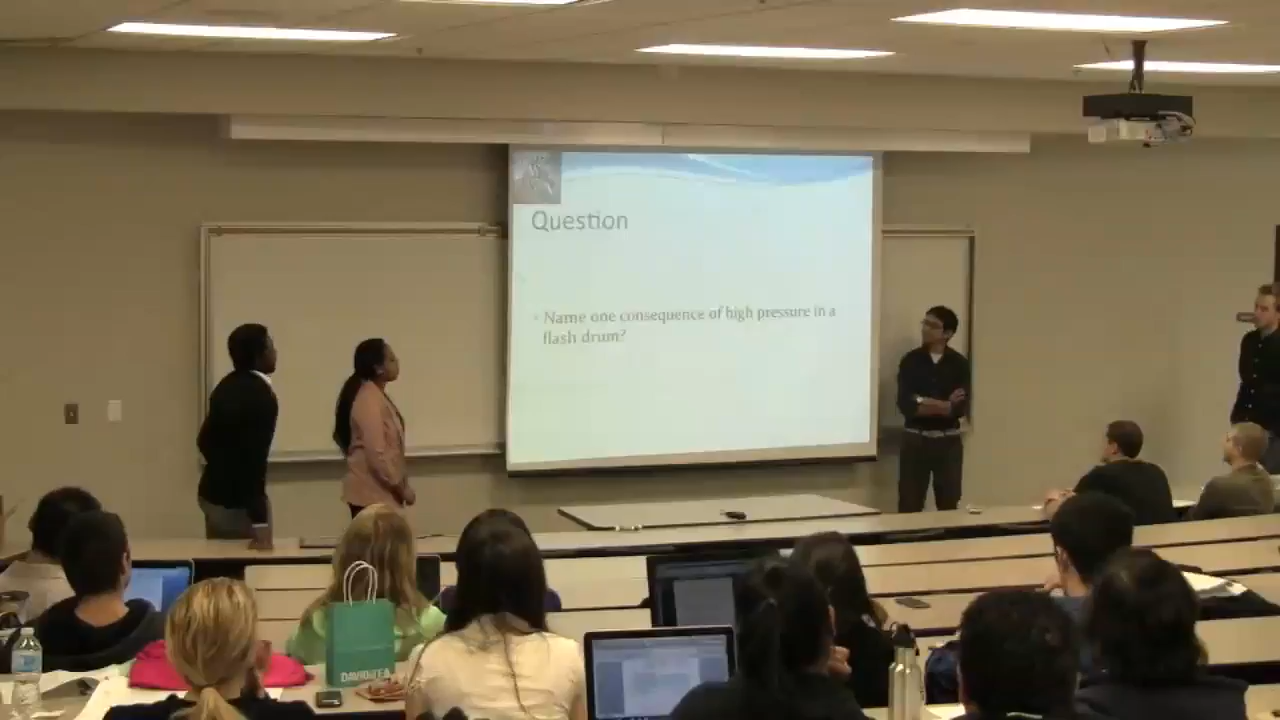 Question
• Name one consequence of high pressure in a
flash drum?
DAVIDsTEA